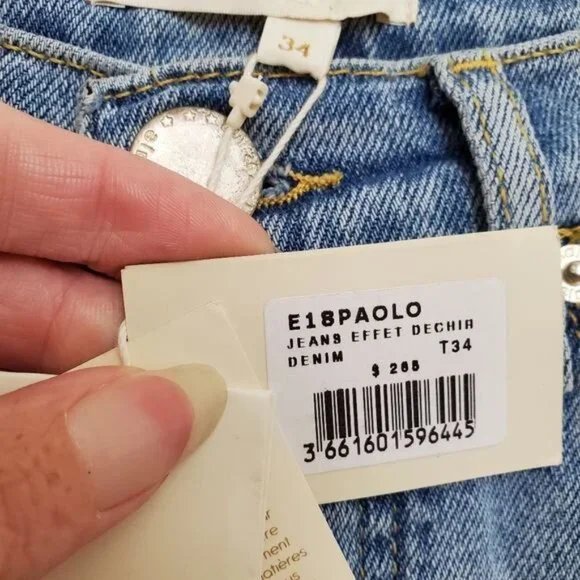 34
E18PAOLO
JEANS EFFET DECHIR
DENIM T34
$ 265
3 661601 596445